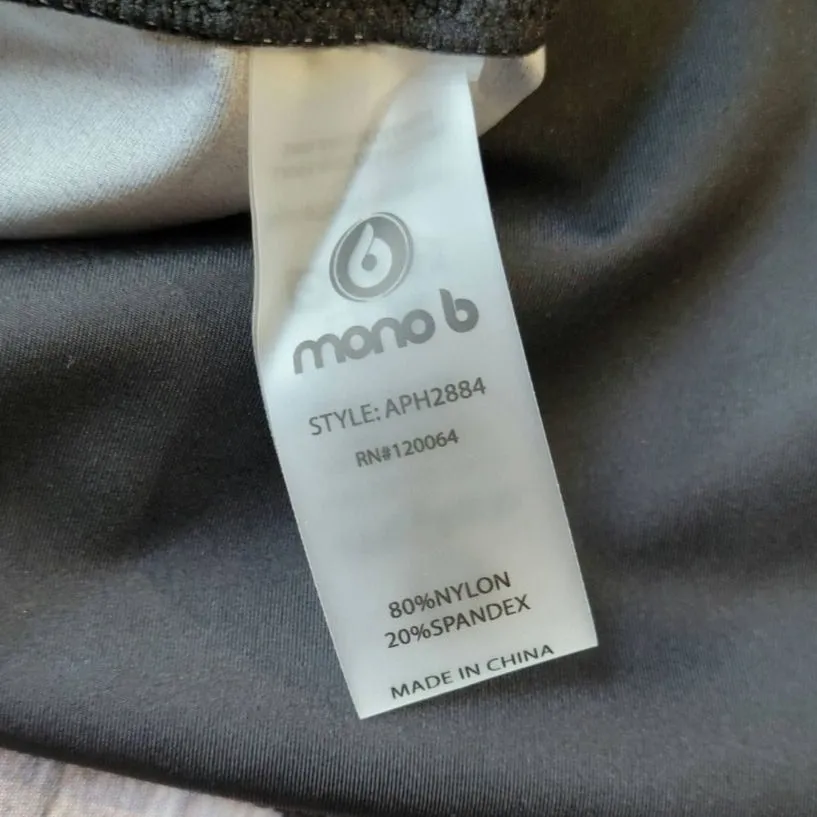 mono b
STYLE: APH2884
RN#120064
80%NYLON
20%SPANDEX
MADE IN CHINA